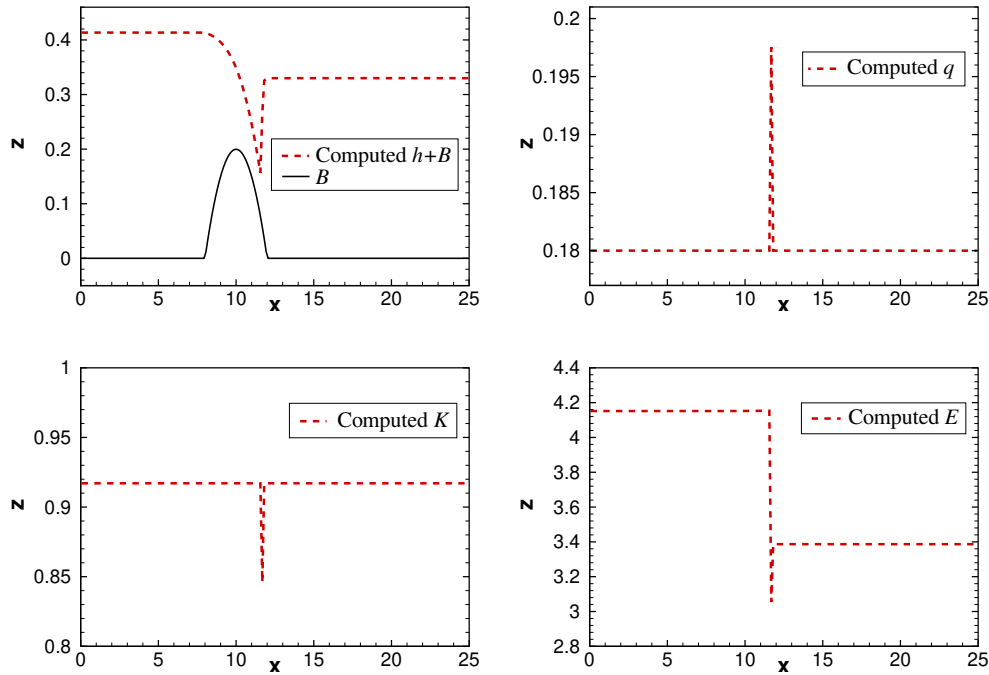 z
0.4
0.3
0.2
0.1
0
Computed h+B
B
0 5 10 15 20 25
x
z
0.2
0.195
0.19
0.185
0.18
Computed q
0 5 10 15 20 25
x
z
1
0.95
0.9
0.85
0.8
Computed K
0 5 10 15 20 25
x
z
4.4
4.2
4
3.8
3.6
3.4
3.2
3
2.8
Computed E
0 5 10 15 20 25
x